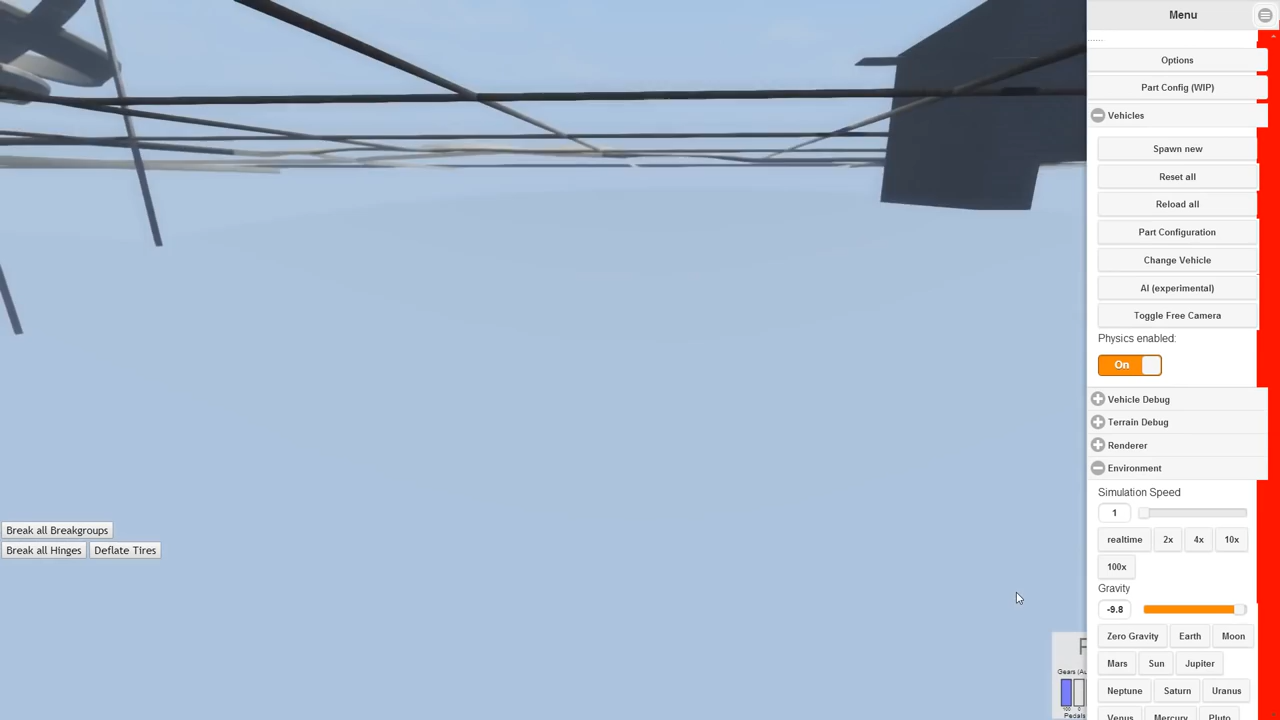 Menu
......
Options
Part Config (WIP)
Vehicles
Spawn new
Reset all
Reload all
Part Configuration
Change Vehicle
AI (experimental)
Toggle Free Camera
Physics enabled:
On
Vehicle Debug
Terrain Debug
Renderer
Environment
Simulation Speed
1
realtime 2x 4x 10x
100x
Gravity
-9.8
Zero Gravity Earth Moon
Mars Sun Jupiter
Neptune Saturn Uranus
Venus Mercury Pluto
Break all Breakgroups
Break all Hinges Deflate Tires
Gears (Au
Pedals